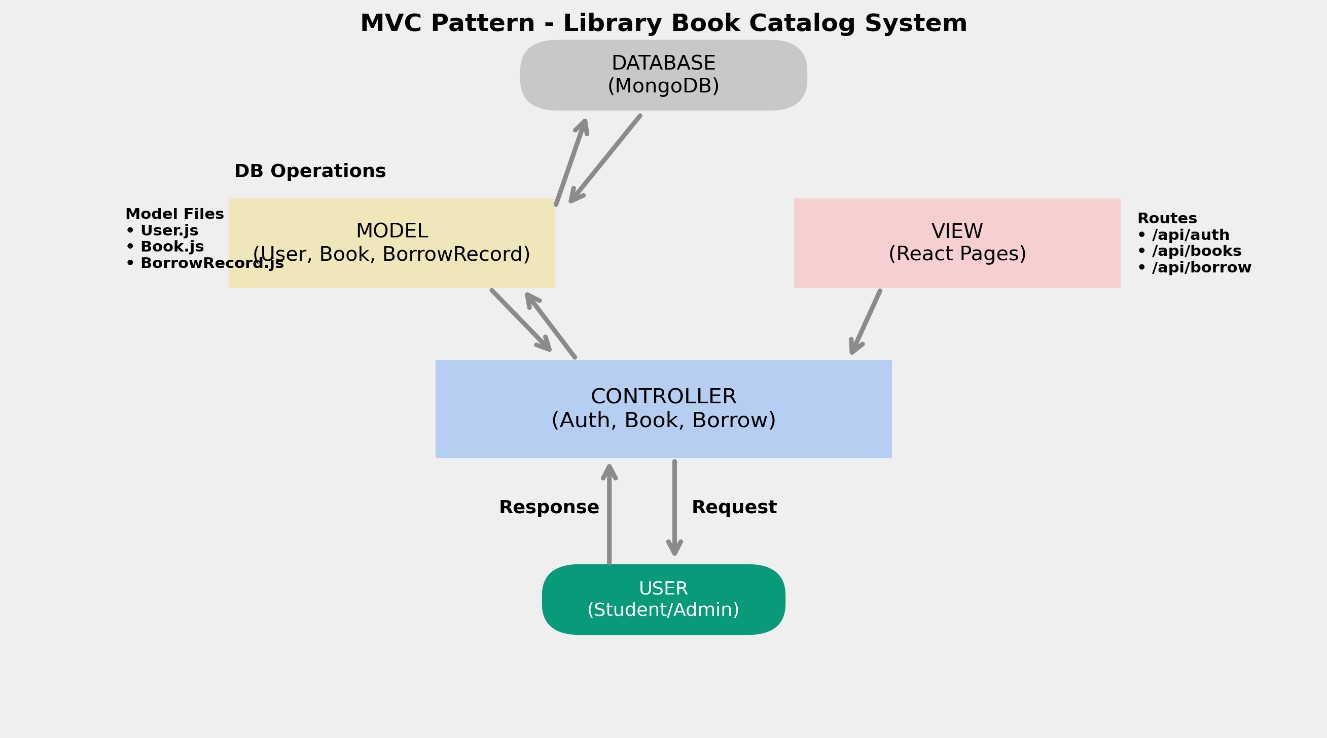 MVC Pattern - Library Book Catalog System
DATABASE
(MongoDB)
DB Operations
Model Files
• User.js
• Book.js
• BorrowRecord.js
MODEL
(User, Book, BorrowRecord)
VIEW
(React Pages)
Routes
• /api/auth
• /api/books
• /api/borrow
CONTROLLER
(Auth, Book, Borrow)
Response
Request
USER
(Student/Admin)